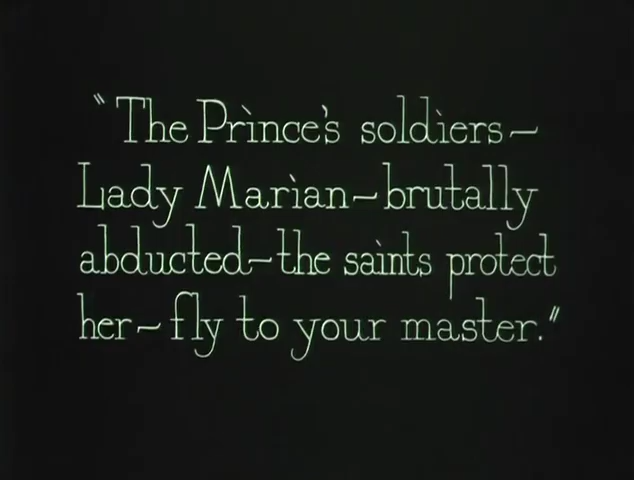 "The Prince's soldiers—
Lady Marian—brutally
abducted—the saints protect
her—fly to your master."